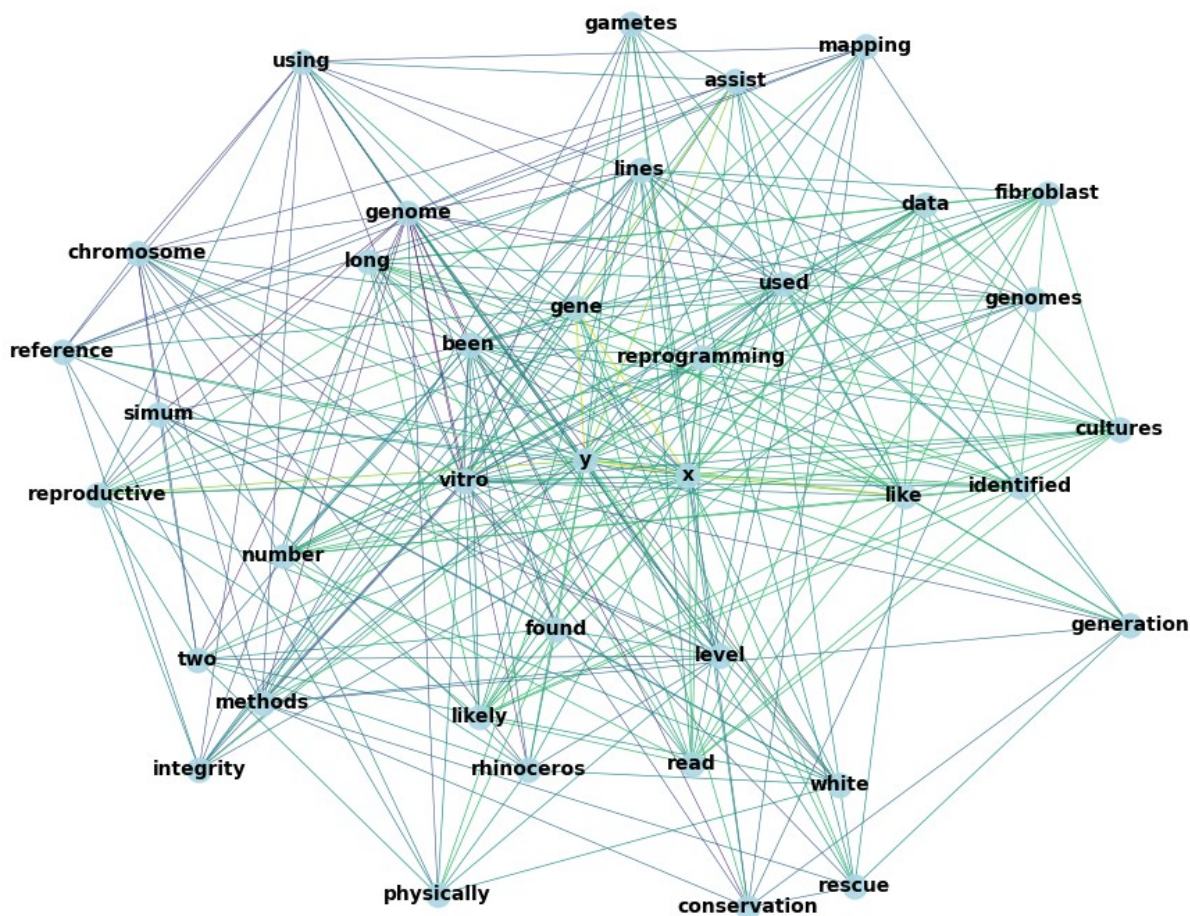 gametes
mapping
using
assist
lines
fibroblast
data
genome
chromosome
long
used
genomes
gene
been
reference
reprogramming
simum
cultures
y
x
vitro
identified
reproductive
like
number
generation
found
level
two
methods
likely
integrity
rhinoceros
read
white
rescue
physically
conservation